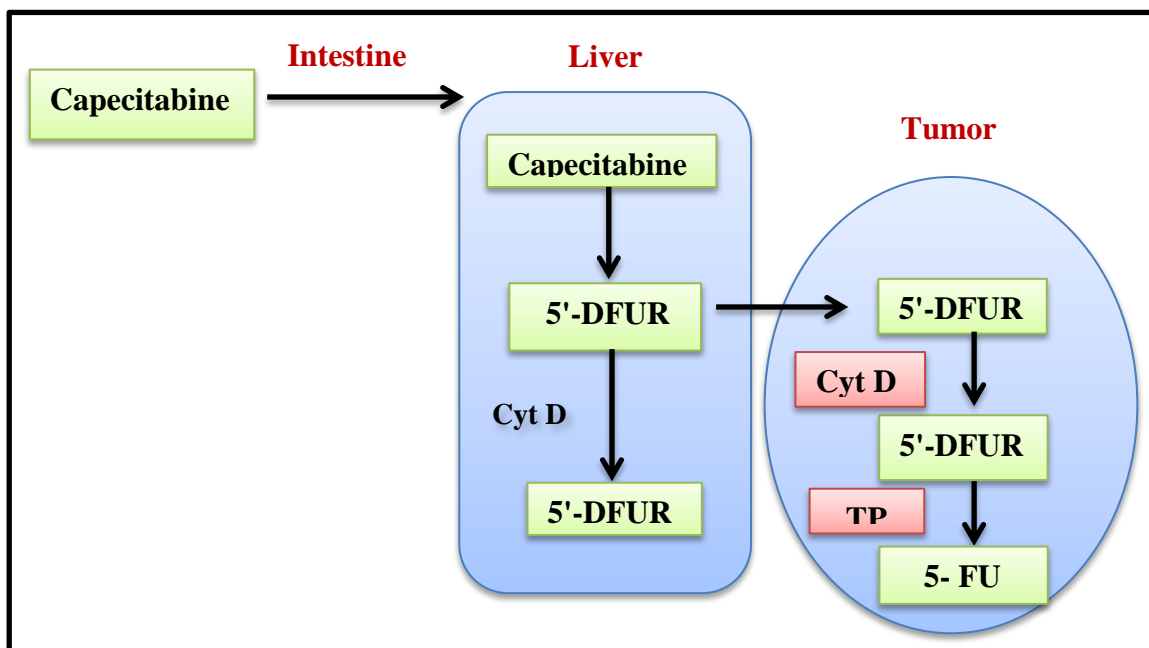 Intestine
Liver
Capecitabine
Tumor
Capecitabine
5'-DFUR
5'-DFUR
Cyt D
Cyt D
5'-DFUR
5'-DFUR
TP
5- FU